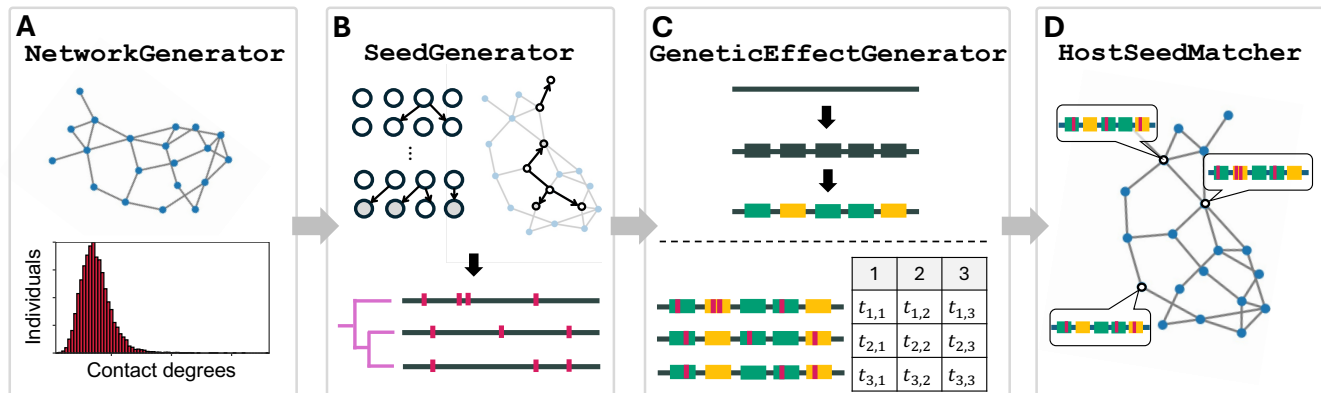 A
NetworkGenerator
Individuals
Contact degrees
B
SeedGenerator
...
C
GeneticEffectGenerator
1 2 3
t1,1 t1,2 t1,3
t2,1 t2,2 t2,3
t3,1 t3,2 t3,3
D
HostSeedMatcher